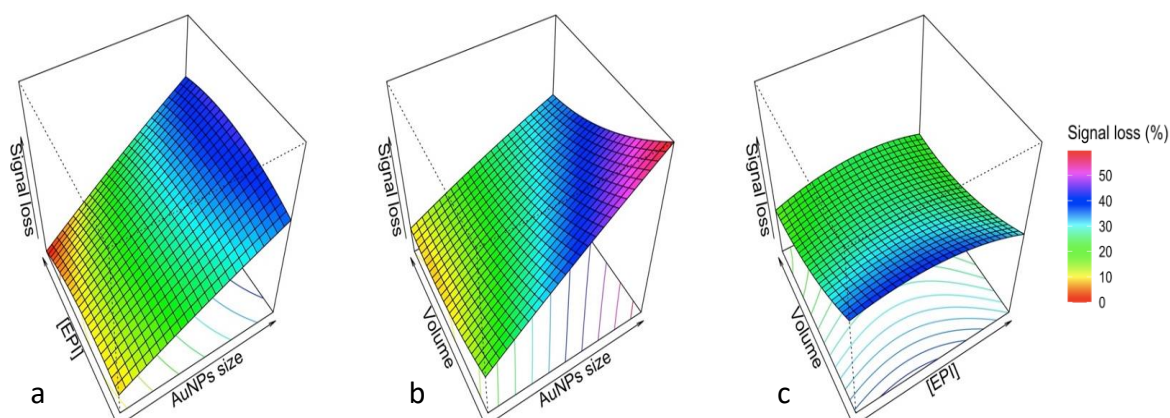 Signal loss
[EPI]
AuNPs size
a
Signal loss
Volume
AuNPs size
b
Signal loss
Volume
[EPI]
c
Signal loss (%)
50
40
30
20
10
0